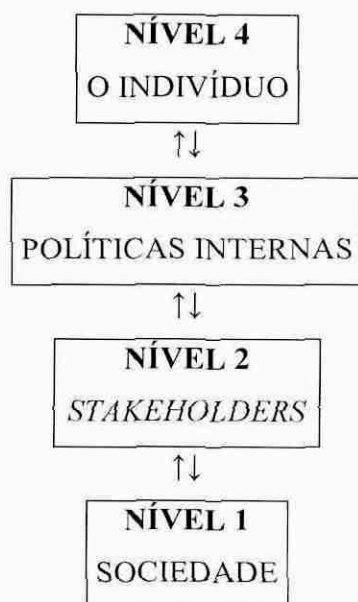 NÍVEL 4
O INDIVÍDUO
↑↓
NÍVEL 3
POLÍTICAS INTERNAS
↑↓
NÍVEL 2
STAKEHOLDERS
↑↓
NÍVEL 1
SOCIEDADE